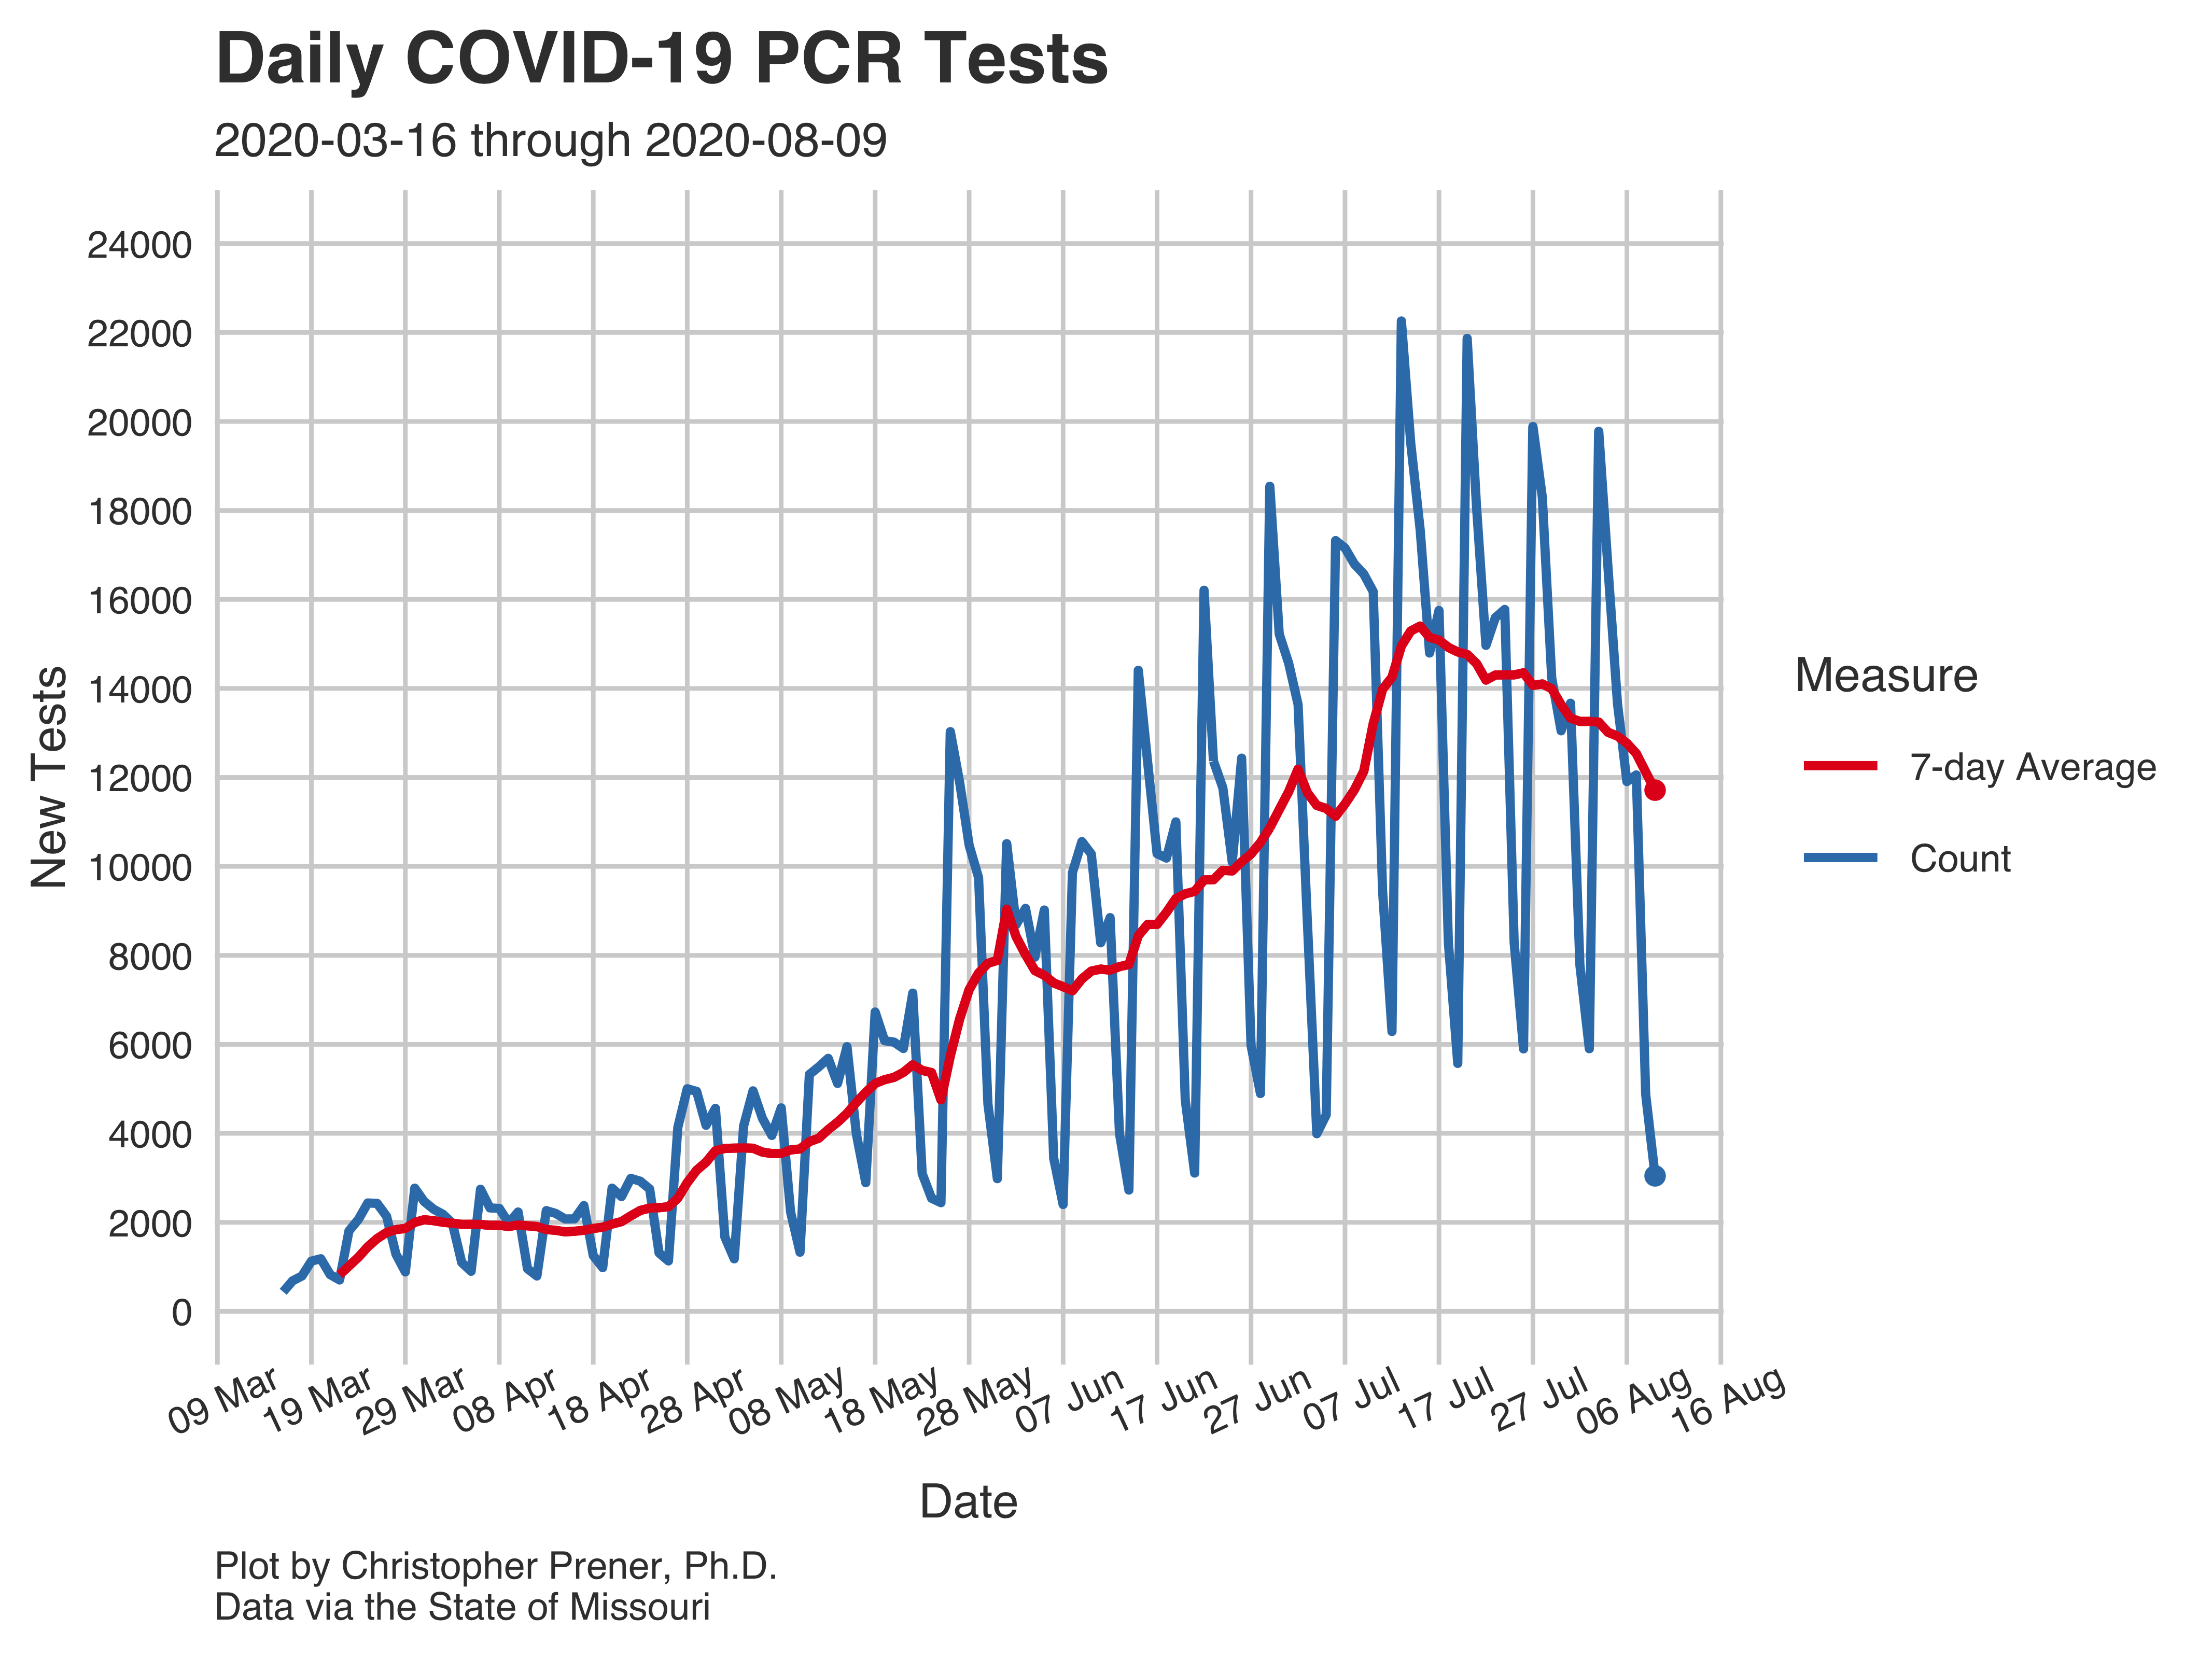 Daily COVID-19 PCR Tests
2020-03-16 through 2020-08-09
24000
22000
20000
18000
16000
14000
12000
10000
8000
6000
4000
2000
0
New Tests
09 Mar
19 Mar
29 Mar
08 Apr
18 Apr
28 Apr
08 May
18 May
28 May
07 Jun
17 Jun
27 Jun
07 Jul
17 Jul
27 Jul
06 Aug
16 Aug
Date
Measure
7-day Average
Count
Plot by Christopher Prener, Ph.D.
Data via the State of Missouri